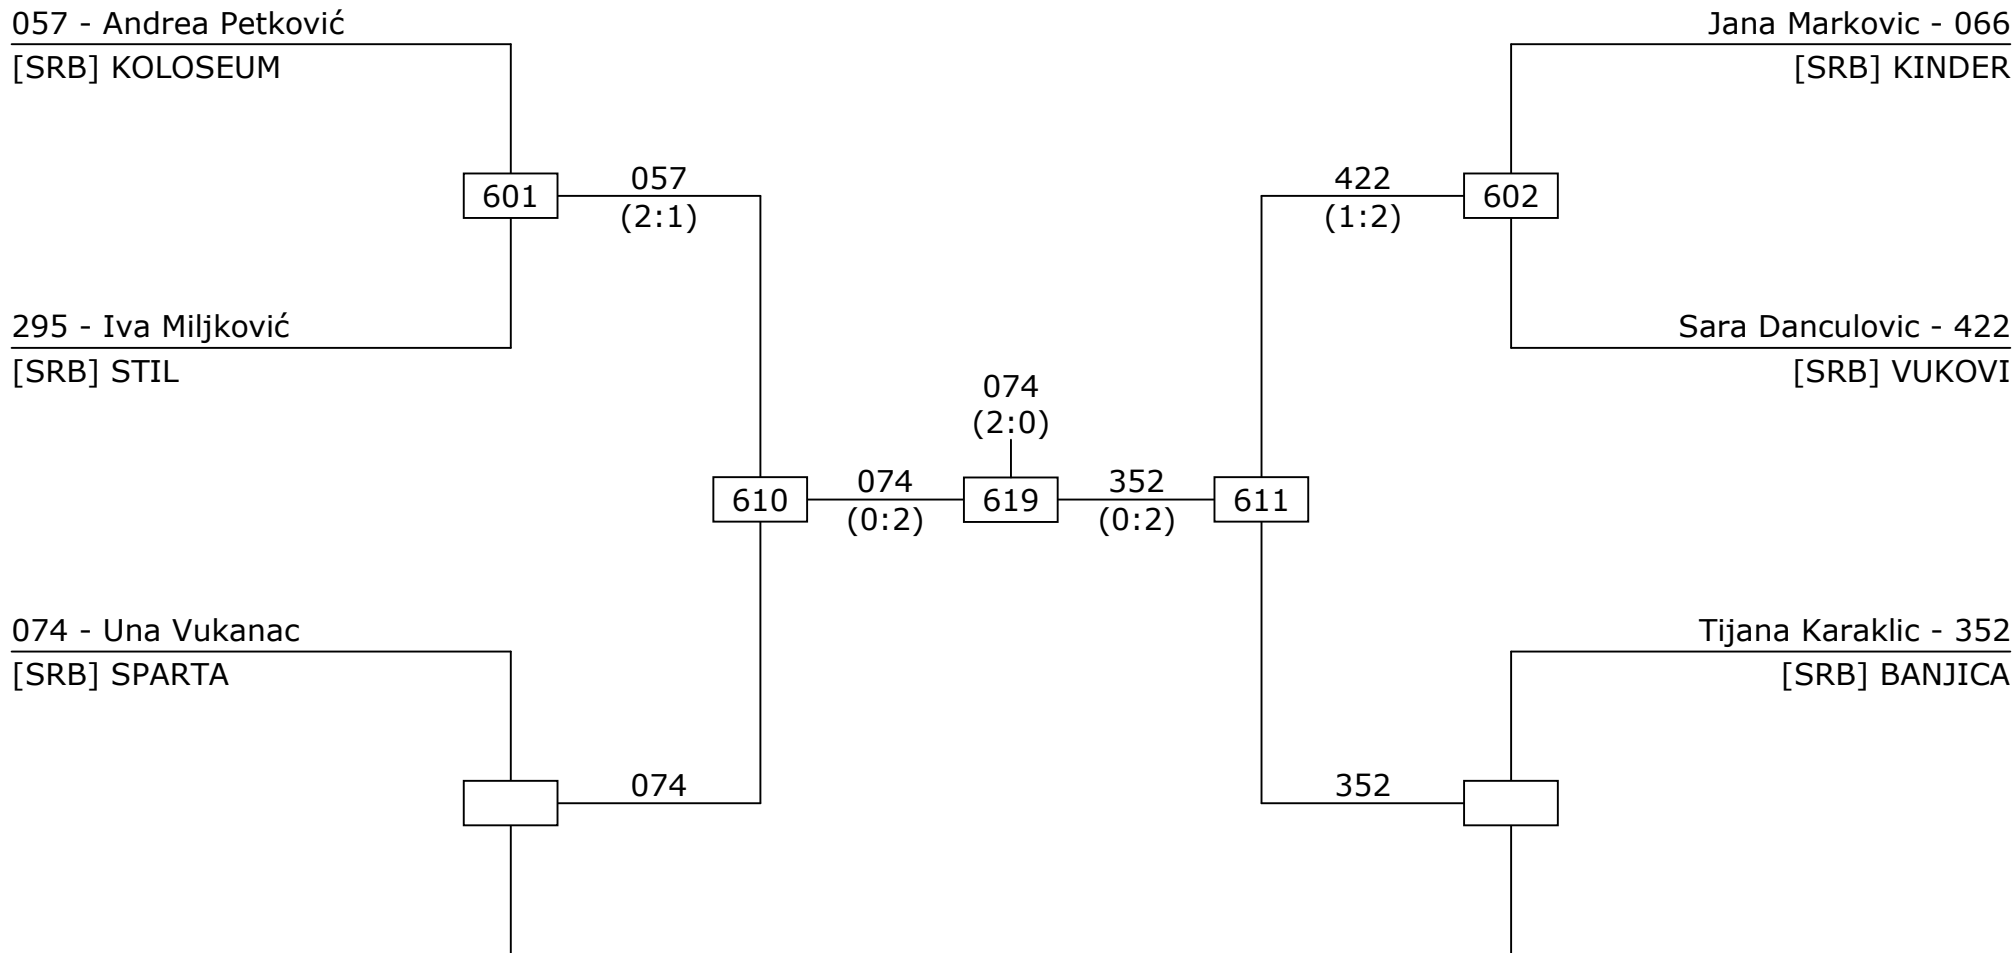 057 - Andrea Petković
[SRB] KOLOSEUM
Jana Markovic - 066
[SRB] KINDER
601
057
(2:1)
422
(1:2)
602
295 - Iva Miljković
[SRB] STIL
Sara Danculovic - 422
[SRB] VUKOVI
074
(2:0)
610
074
(0:2)
619
352
(0:2)
611
074 - Una Vukanac
[SRB] SPARTA
Tijana Karaklic - 352
[SRB] BANJICA
074
352